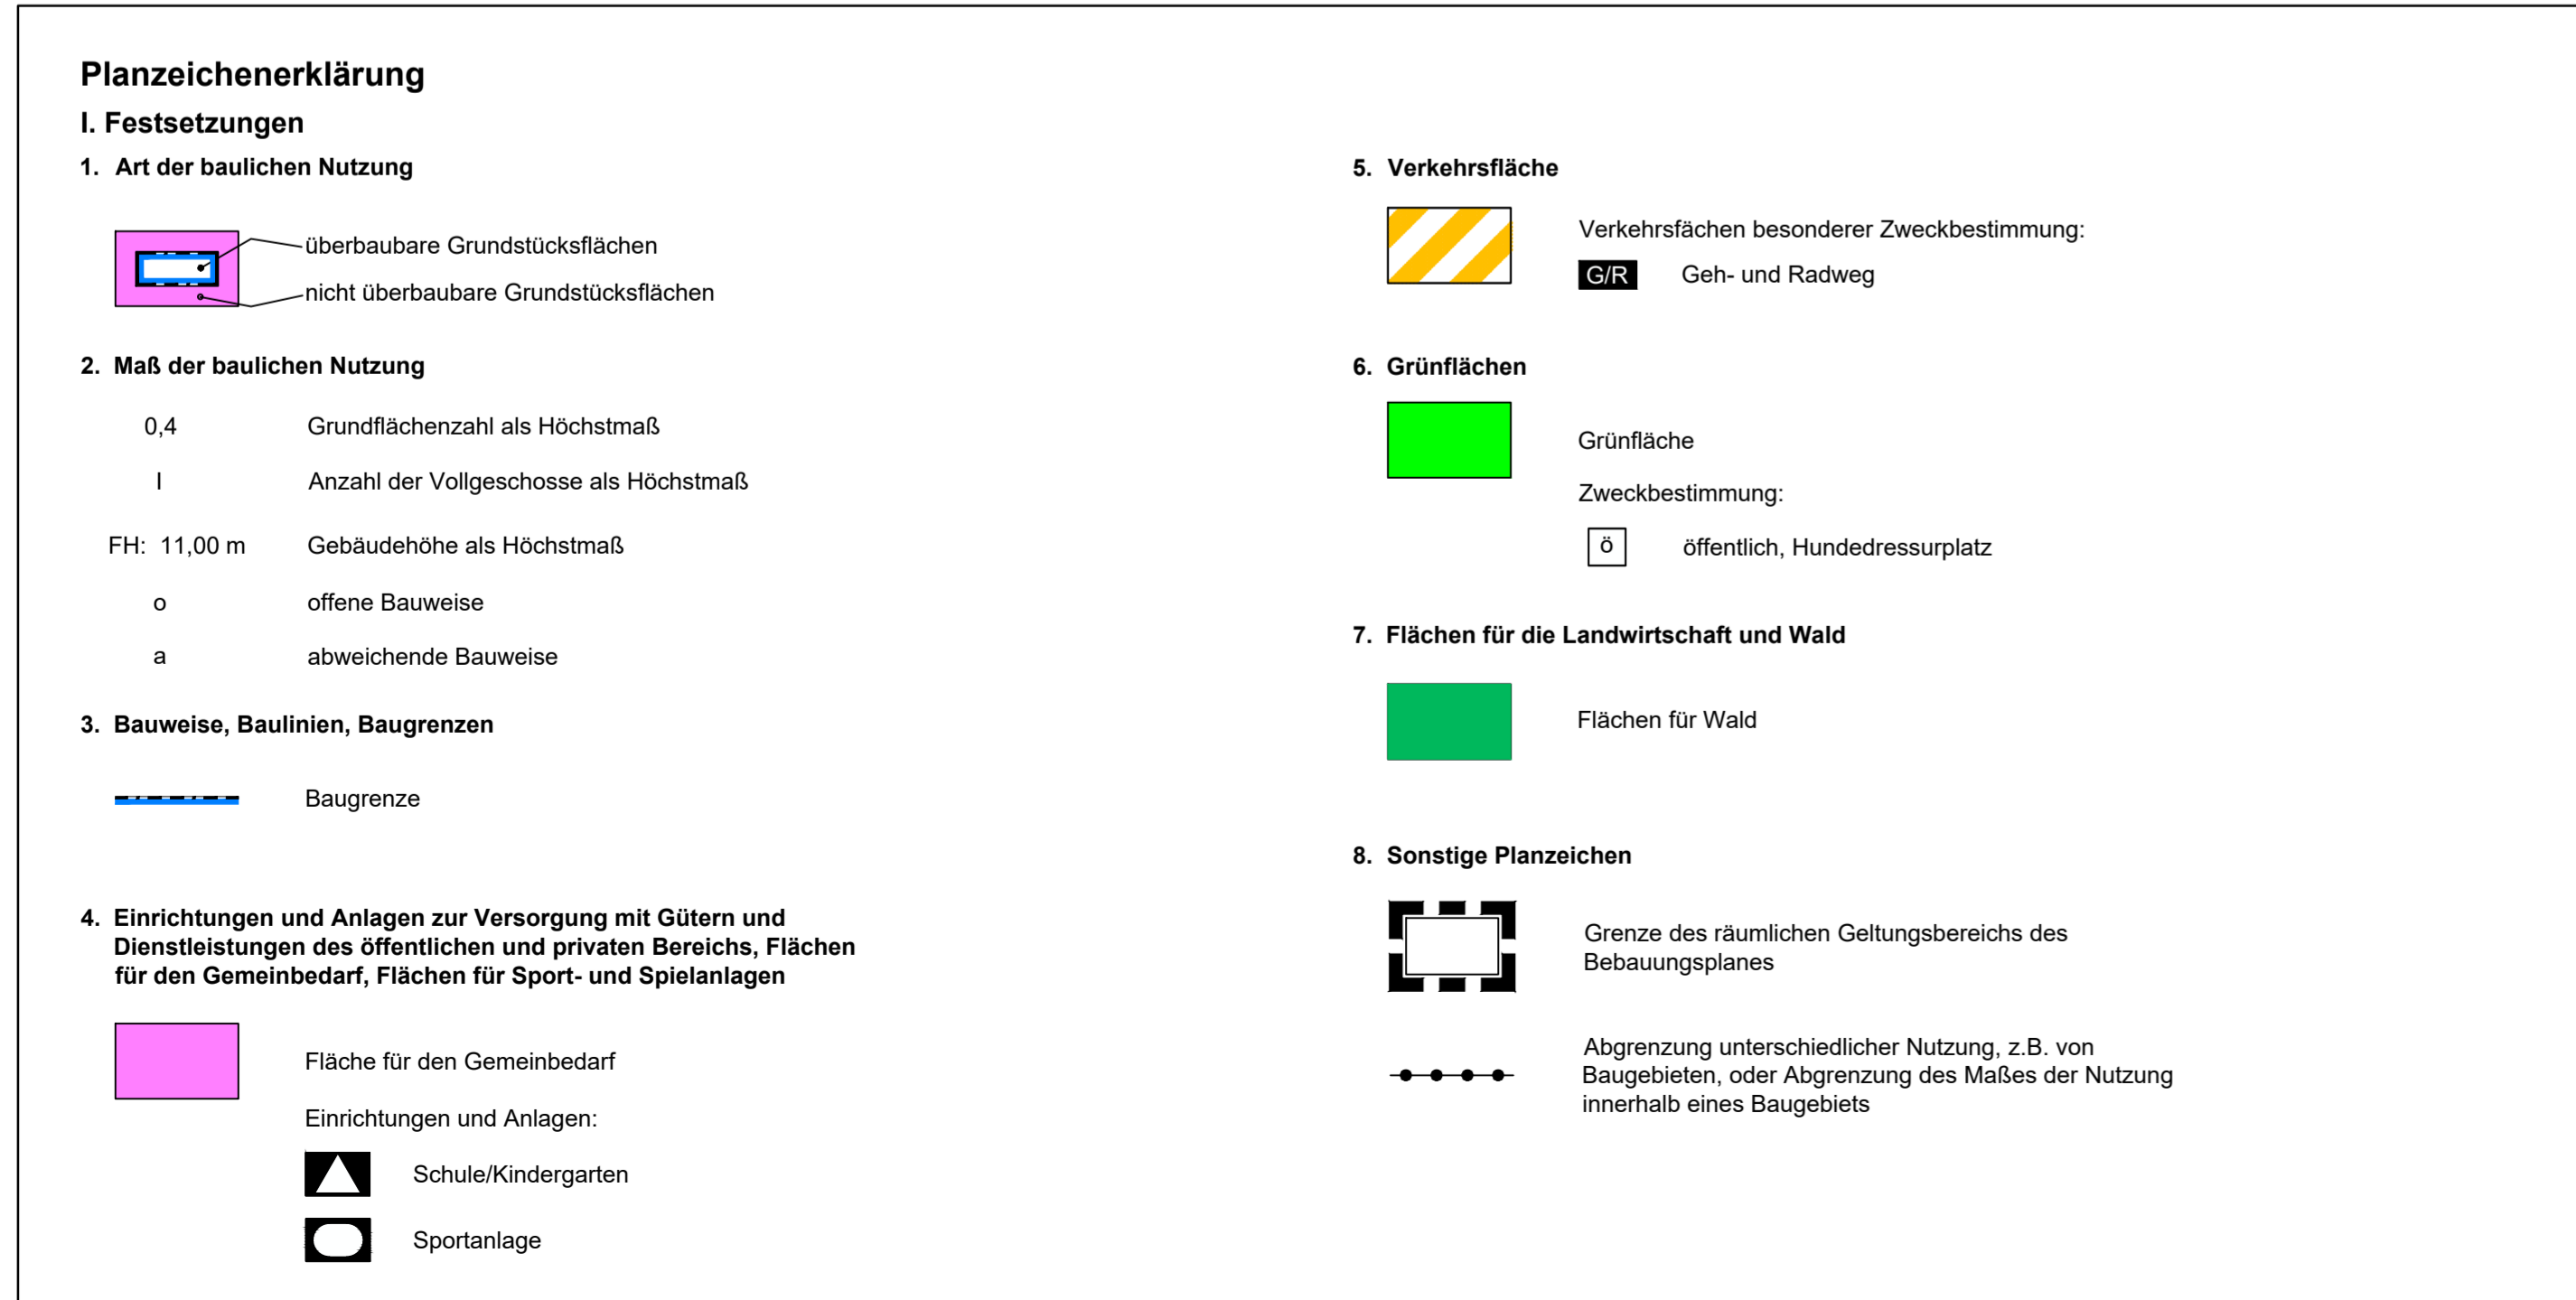 Planzeichenerklärung
I. Festsetzungen
1. Art der baulichen Nutzung
überbaubare Grundstücksflächen
nicht überbaubare Grundstücksflächen
2. Maß der baulichen Nutzung
0,4 Grundflächenzahl als Höchstmaß
I Anzahl der Vollgeschosse als Höchstmaß
FH: 11,00 m Gebäudehöhe als Höchstmaß
o offene Bauweise
a abweichende Bauweise
3. Bauweise, Baulinien, Baugrenzen
Baugrenze
4. Einrichtungen und Anlagen zur Versorgung mit Gütern und
Dienstleistungen des öffentlichen und privaten Bereichs, Flächen
für den Gemeinbedarf, Flächen für Sport- und Spielanlagen
Fläche für den Gemeinbedarf
Einrichtungen und Anlagen:
Schule/Kindergarten
Sportanlage
5. Verkehrsfläche
Verkehrsfächen besonderer Zweckbestimmung:
G/R Geh- und Radweg
6. Grünflächen
Grünfläche
Zweckbestimmung:
ö öffentlich, Hundedressurplatz
7. Flächen für die Landwirtschaft und Wald
Flächen für Wald
8. Sonstige Planzeichen
Grenze des räumlichen Geltungsbereichs des
Bebauungsplanes
Abgrenzung unterschiedlicher Nutzung, z.B. von
Baugebieten, oder Abgrenzung des Maßes der Nutzung
innerhalb eines Baugebiets